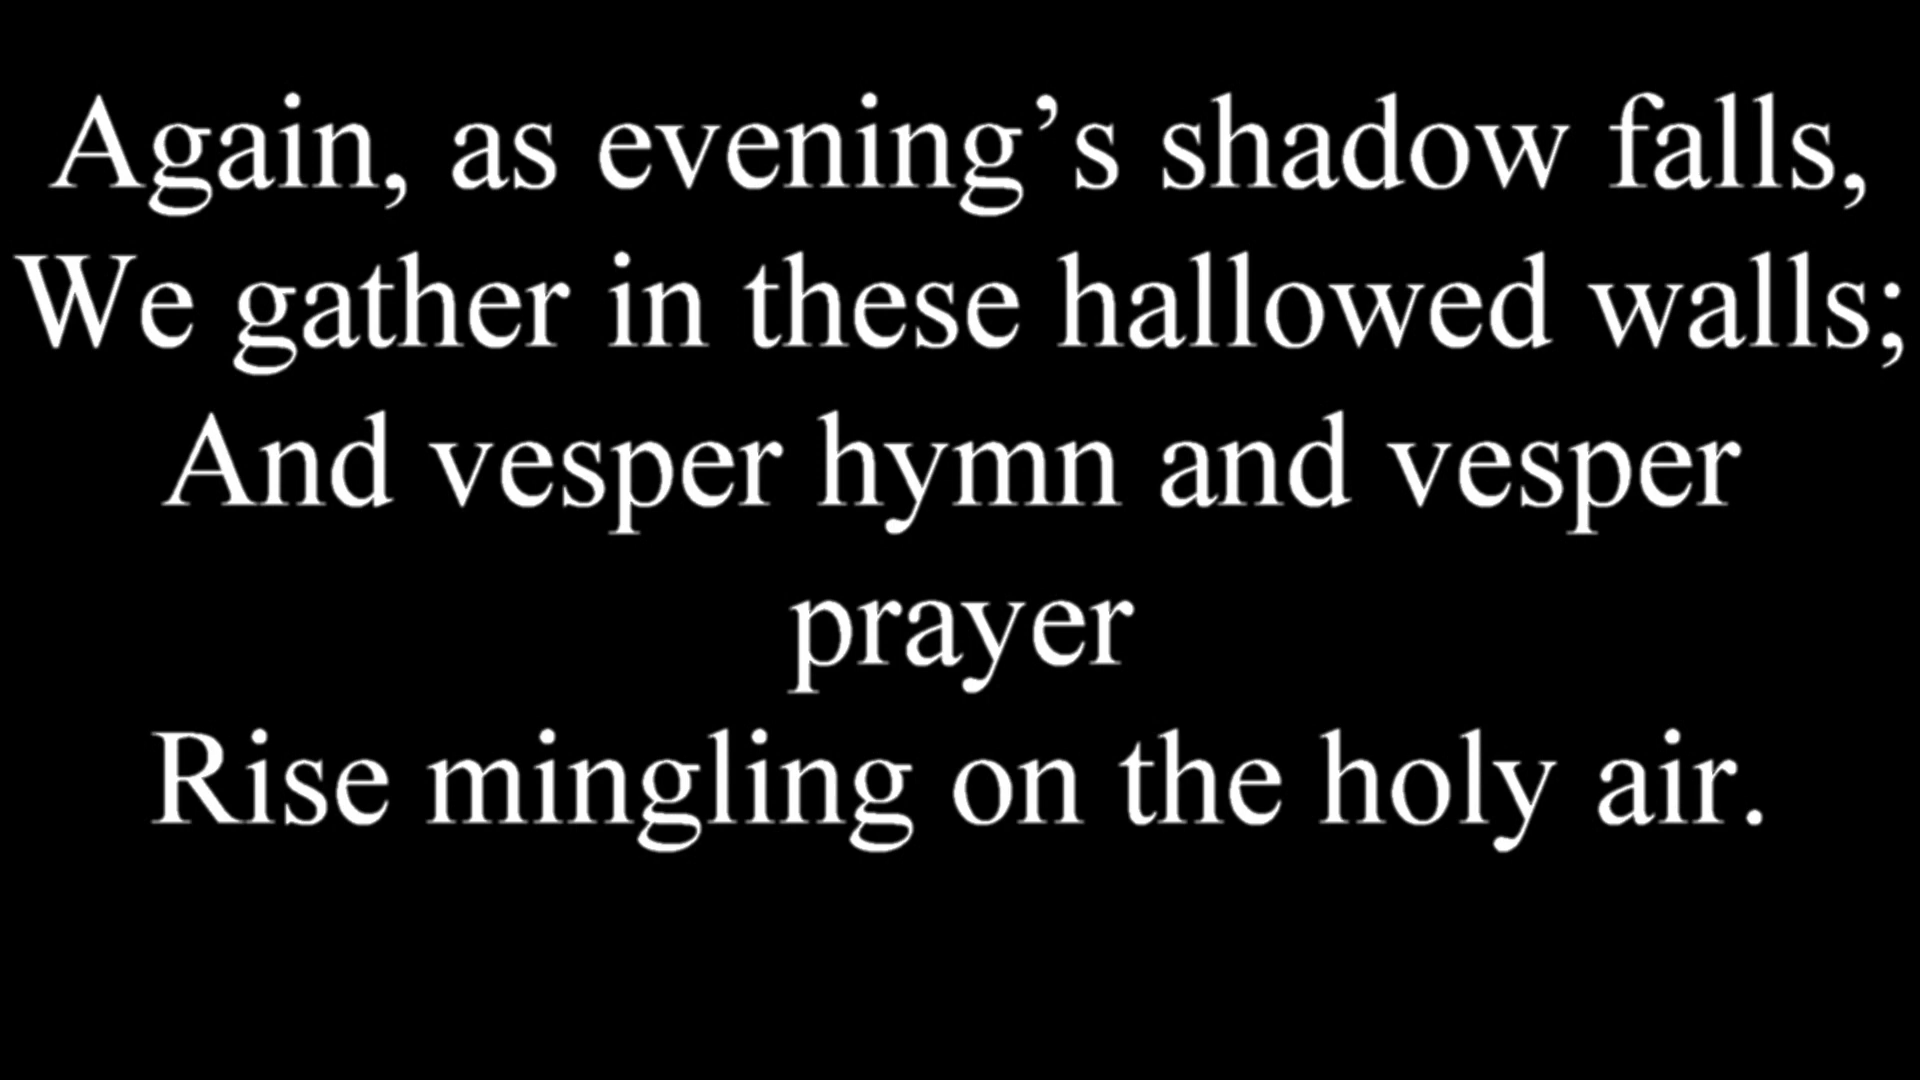 Again, as evening’s shadow falls,
We gather in these hallowed walls;
And vesper hymn and vesper
prayer
Rise mingling on the holy air.